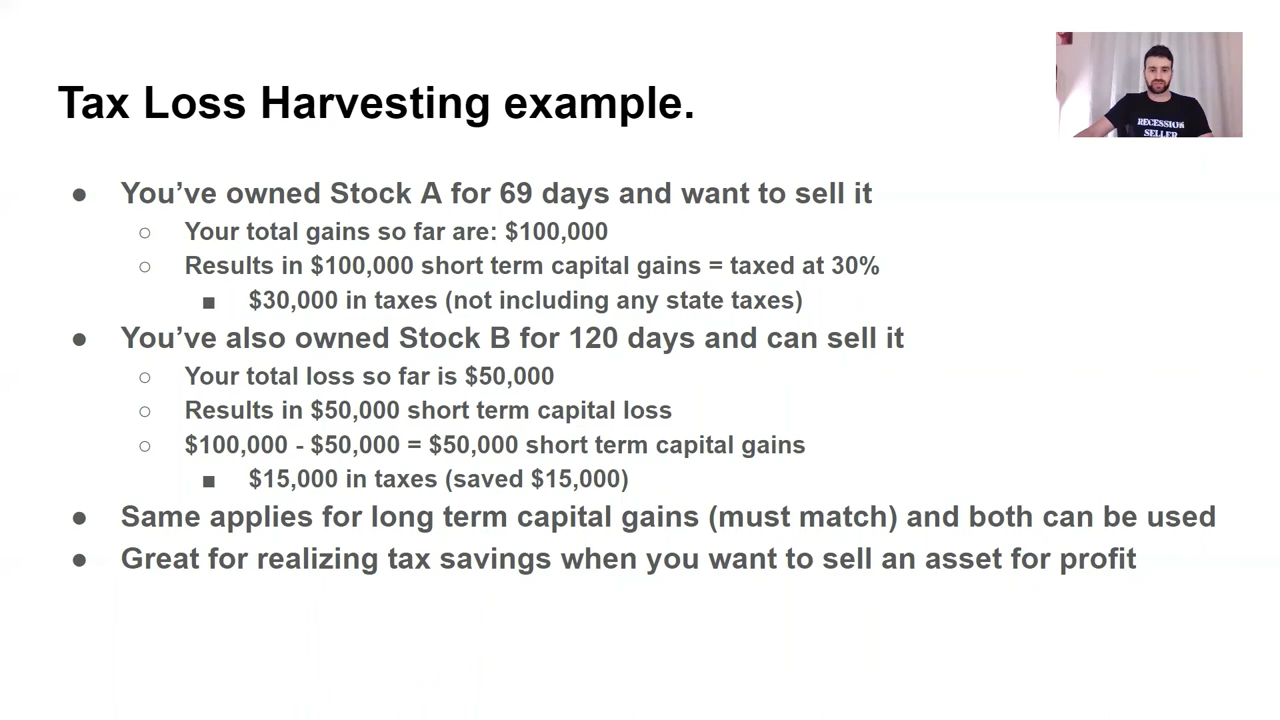 Tax Loss Harvesting example.
RECESSION
SELLER
● You’ve owned Stock A for 69 days and want to sell it
○ Your total gains so far are: $100,000
○ Results in $100,000 short term capital gains = taxed at 30%
■ $30,000 in taxes (not including any state taxes)
● You’ve also owned Stock B for 120 days and can sell it
○ Your total loss so far is $50,000
○ Results in $50,000 short term capital loss
○ $100,000 - $50,000 = $50,000 short term capital gains
■ $15,000 in taxes (saved $15,000)
● Same applies for long term capital gains (must match) and both can be used
● Great for realizing tax savings when you want to sell an asset for profit